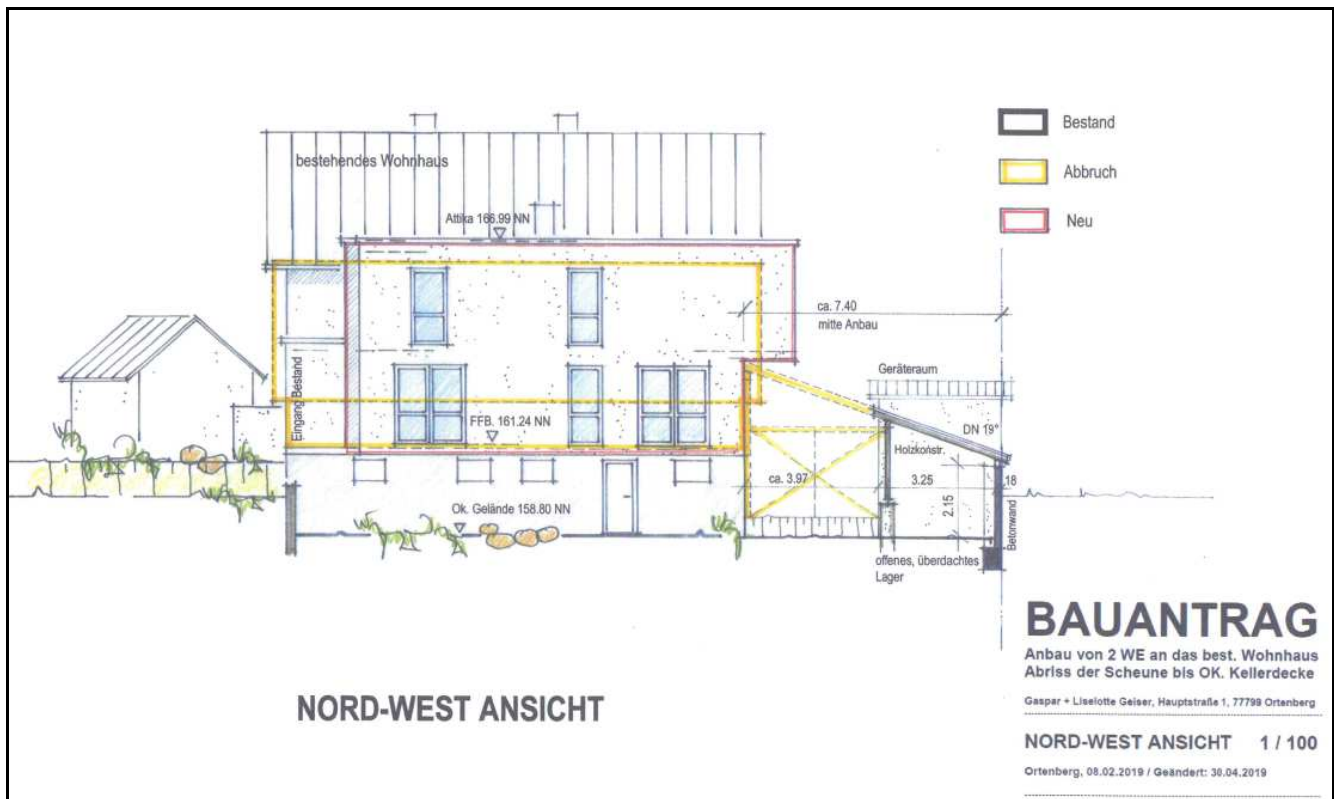 Bestand
Abbruch
Neu
bestehendes Wohnhaus
Attika 166.99 NN
ca. 7.40
mitte Anbau
Geräteraum
Eingang Bestand
FFB. 161.24 NN
DN 19°
Holzkonstr.
ca. 3.97
3.25
18
2.15
Betonwand
Ok. Gelände 158.80 NN
offenes, überdachtes
Lager
NORD-WEST ANSICHT
BAUANTRAG
Anbau von 2 WE an das best. Wohnhaus
Abriss der Scheune bis OK. Kellerdecke
Gaspar + Liselotte Geiser, Hauptstraße 1, 77799 Ortenberg
NORD-WEST ANSICHT 1 / 100
Ortenberg, 08.02.2019 / Geändert: 30.04.2019